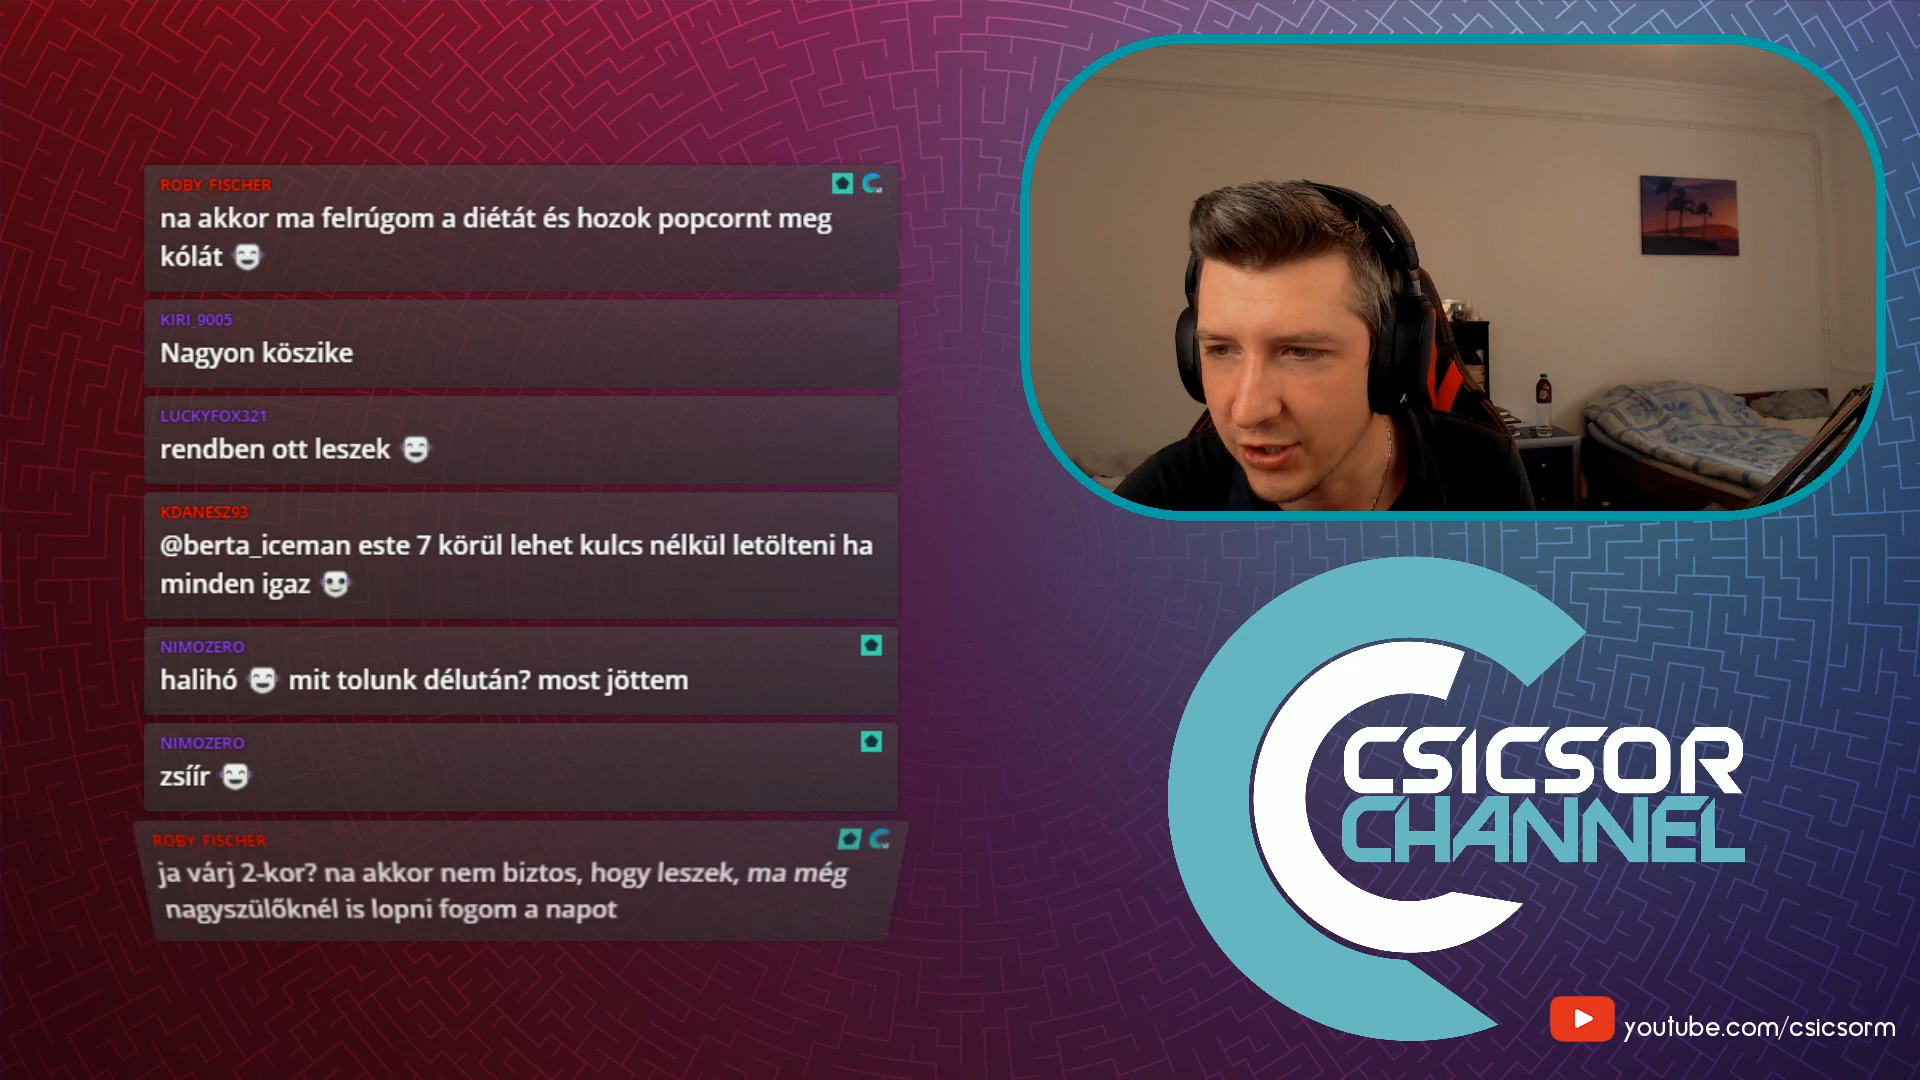 ROBY_FISCHER
na akkor ma felrúgom a diétát és hozok popcornt meg
kólát
KIRI_9005
Nagyon köszike
LUCKYFOX321
rendben ott leszek
KDANESZ93
@berta_iceman este 7 körül lehet kulcs nélkül letölteni ha
minden igaz
NIMOZERO
halihó mit tolunk délután? most jöttem
NIMOZERO
zsíír
ROBY_FISCHER
ja várj 2-kor? na akkor nem biztos, hogy leszek, ma még
nagyszülőknél is lopni fogom a napot
CSICSOR
CHANNEL
youtube.com/csicsorm